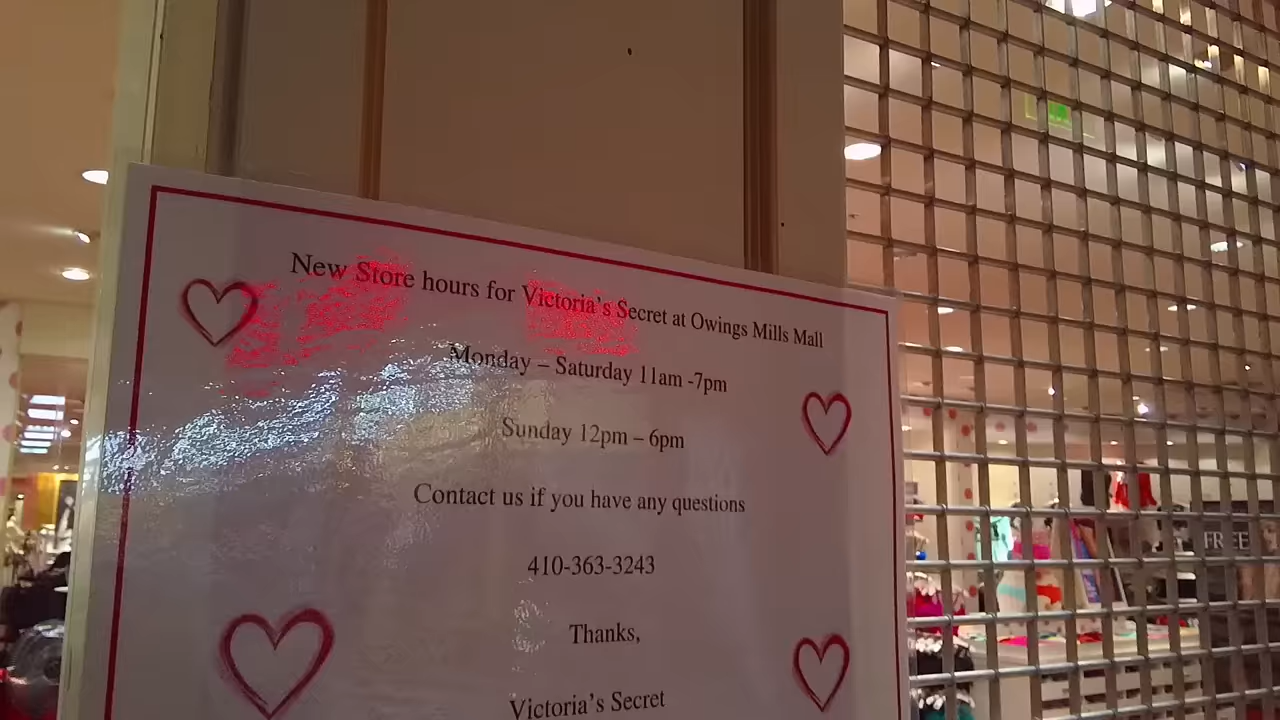 New Store hours for Victoria's Secret at Owings Mills Mall
Monday – Saturday 11am -7pm
Sunday 12pm – 6pm
Contact us if you have any questions
410-363-3243
Thanks,
Victoria's Secret
FREE